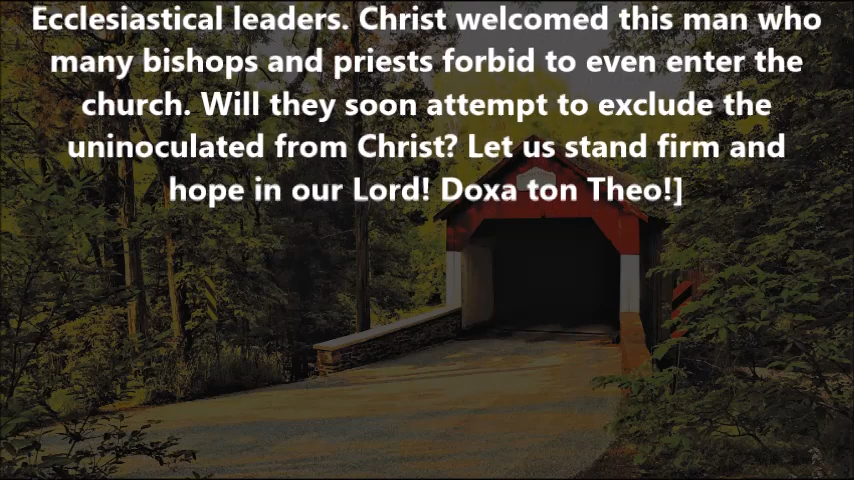 Ecclesiastical leaders. Christ welcomed this man who
many bishops and priests forbid to even enter the
church. Will they soon attempt to exclude the
uninoculated from Christ? Let us stand firm and
hope in our Lord! Doxa ton Theo!]